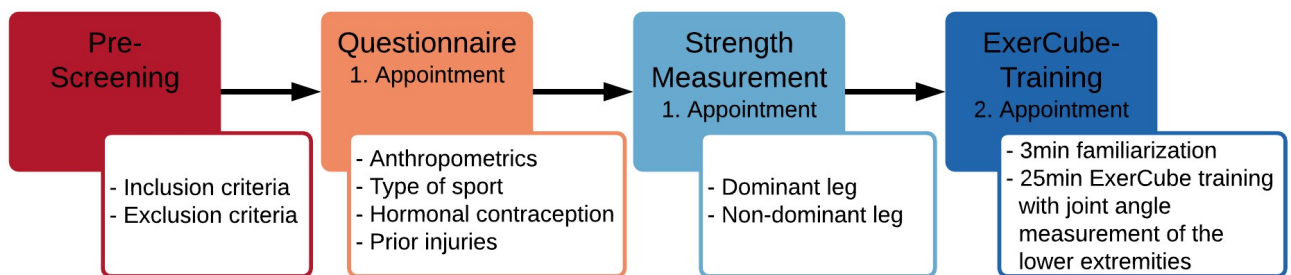 Pre-
Screening
- Inclusion criteria
- Exclusion criteria
Questionnaire
1. Appointment
- Anthropometrics
- Type of sport
- Hormonal contraception
- Prior injuries
Strength
Measurement
1. Appointment
- Dominant leg
- Non-dominant leg
ExerCube-
Training
2. Appointment
- 3min familiarization
- 25min ExerCube training
with joint angle
measurement of the
lower extremities